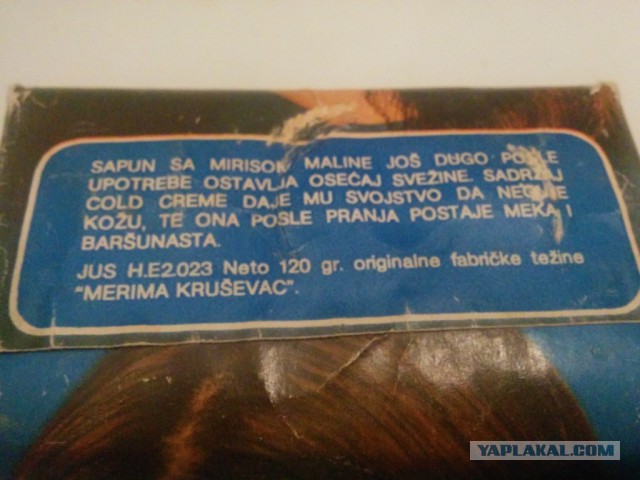 SAPUN SA MIRISOM MALINE JOŠ DUGO POSLE
UPOTREBE OSTAVLJA OSEĆAJ SVEŽINE. SADRŽAJ
COLD CREME DAJE MU SVOJSTVO DA NEGUJE
KOŽU, TE ONA POSLE PRANJA POSTAJE MEKA I
BARŠUNASTA.
JUS H.E2.023 Neto 120 gr. originalne fabričke težine
"MERIMA KRUŠEVAC".
YAPLAKAL.COM